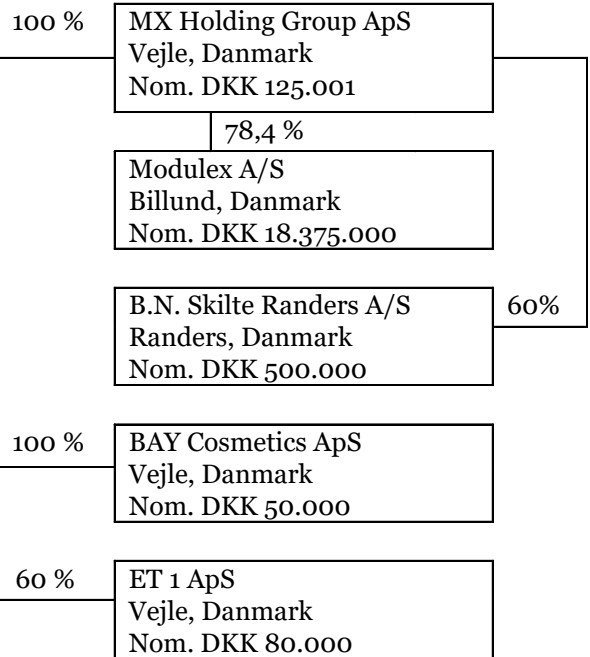 100 %
MX Holding Group ApS
Vejle, Danmark
Nom. DKK 125.001
78,4 %
Modulex A/S
Billund, Danmark
Nom. DKK 18.375.000
B.N. Skilte Randers A/S
60%
Randers, Danmark
Nom. DKK 500.000
100 %
BAY Cosmetics ApS
Vejle, Danmark
Nom. DKK 50.000
60 %
ET 1 ApS
Vejle, Danmark
Nom. DKK 80.000